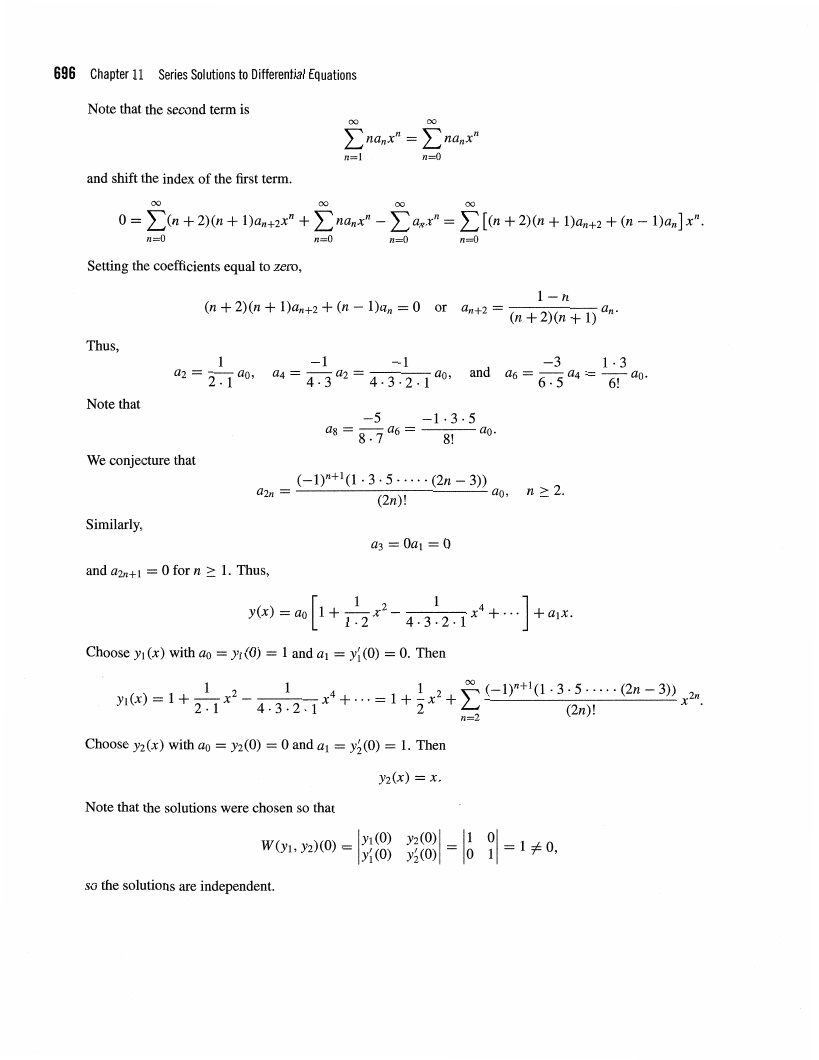 696 Chapter 11 Series Solutions to Differential Equations
Note that the second term is
\sum_{n=1}^{\infty} na_n x^n = \sum_{n=0}^{\infty} na_n x^n
and shift the index of the first term.
0 = \sum_{n=0}^{\infty} (n + 2)(n + 1)a_{n+2}x^n + \sum_{n=0}^{\infty} na_n x^n - \sum_{n=0}^{\infty} a_n x^n = \sum_{n=0}^{\infty} [(n + 2)(n + 1)a_{n+2} + (n - 1)a_n] x^n.
Setting the coefficients equal to zero,
(n + 2)(n + 1)a_{n+2} + (n - 1)a_n = 0 or a_{n+2} = \frac{1 - n}{(n + 2)(n + 1)} a_n.
Thus,
a_2 = \frac{1}{2 \cdot 1} a_0, a_4 = \frac{-1}{4 \cdot 3} a_2 = \frac{-1}{4 \cdot 3 \cdot 2 \cdot 1} a_0, and a_6 = \frac{-3}{6 \cdot 5} a_4 = \frac{1 \cdot 3}{6!} a_0.
Note that
a_8 = \frac{-5}{8 \cdot 7} a_6 = \frac{-1 \cdot 3 \cdot 5}{8!} a_0.
We conjecture that
a_{2n} = \frac{(-1)^{n+1}(1 \cdot 3 \cdot 5 \cdot \cdots \cdot (2n - 3))}{(2n)!} a_0, n ≥ 2.
Similarly,
a_3 = 0a_1 = 0
and a_{2n+1} = 0 for n ≥ 1. Thus,
y(x) = a_0 \left[ 1 + \frac{1}{1 \cdot 2} x^2 - \frac{1}{4 \cdot 3 \cdot 2 \cdot 1} x^4 + \cdots \right] + a_1 x.
Choose y_1(x) with a_0 = y_1(0) = 1 and a_1 = y_1'(0) = 0. Then
y_1(x) = 1 + \frac{1}{2 \cdot 1} x^2 - \frac{1}{4 \cdot 3 \cdot 2 \cdot 1} x^4 + \cdots = 1 + \frac{1}{2} x^2 + \sum_{n=2}^{\infty} \frac{(-1)^{n+1}(1 \cdot 3 \cdot 5 \cdot \cdots \cdot (2n - 3))}{(2n)!} x^{2n}.
Choose y_2(x) with a_0 = y_2(0) = 0 and a_1 = y_2'(0) = 1. Then
y_2(x) = x.
Note that the solutions were chosen so that
W(y_1, y_2)(0) = \begin{vmatrix} y_1(0) & y_2(0) \\ y_1'(0) & y_2'(0) \end{vmatrix} = \begin{vmatrix} 1 & 0 \\ 0 & 1 \end{vmatrix} = 1 ≠ 0,
so the solutions are independent.